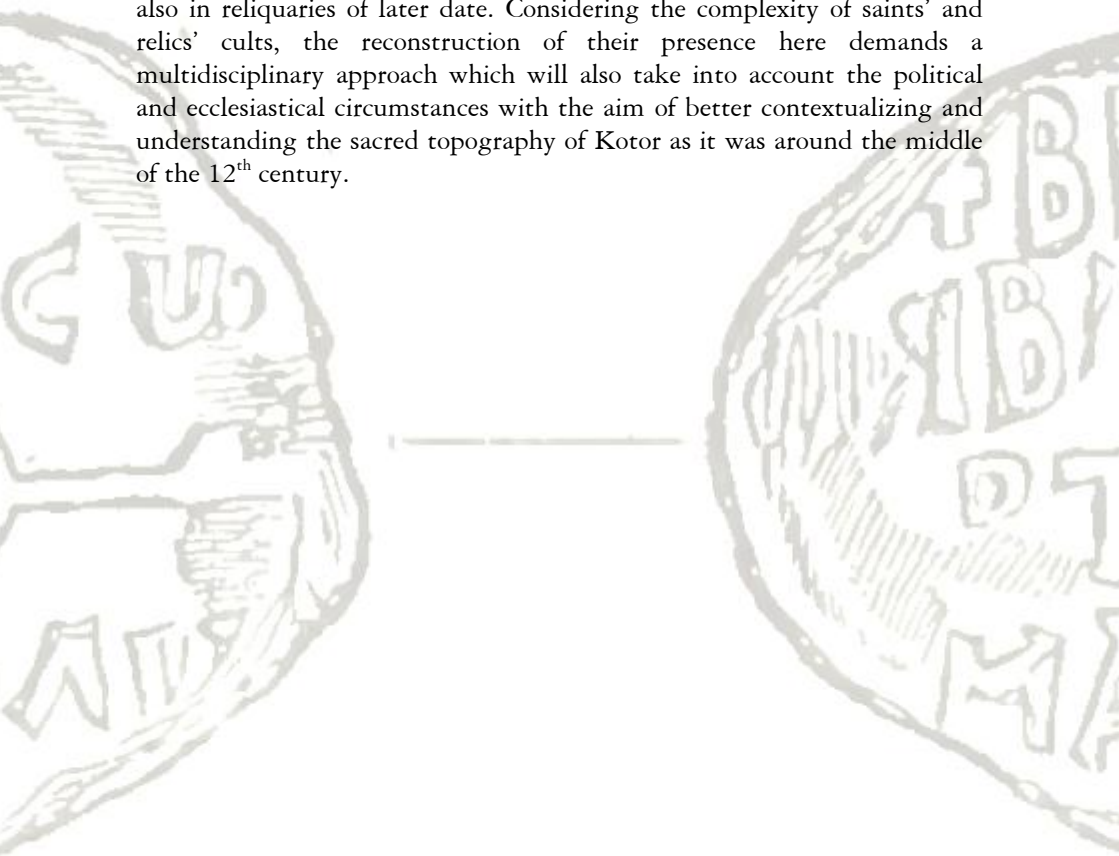 also in reliquaries of later date. Considering the complexity of saints’ and
relics’ cults, the reconstruction of their presence here demands a
multidisciplinary approach which will also take into account the political
and ecclesiastical circumstances with the aim of better contextualizing and
understanding the sacred topography of Kotor as it was around the middle
of the 12th century.